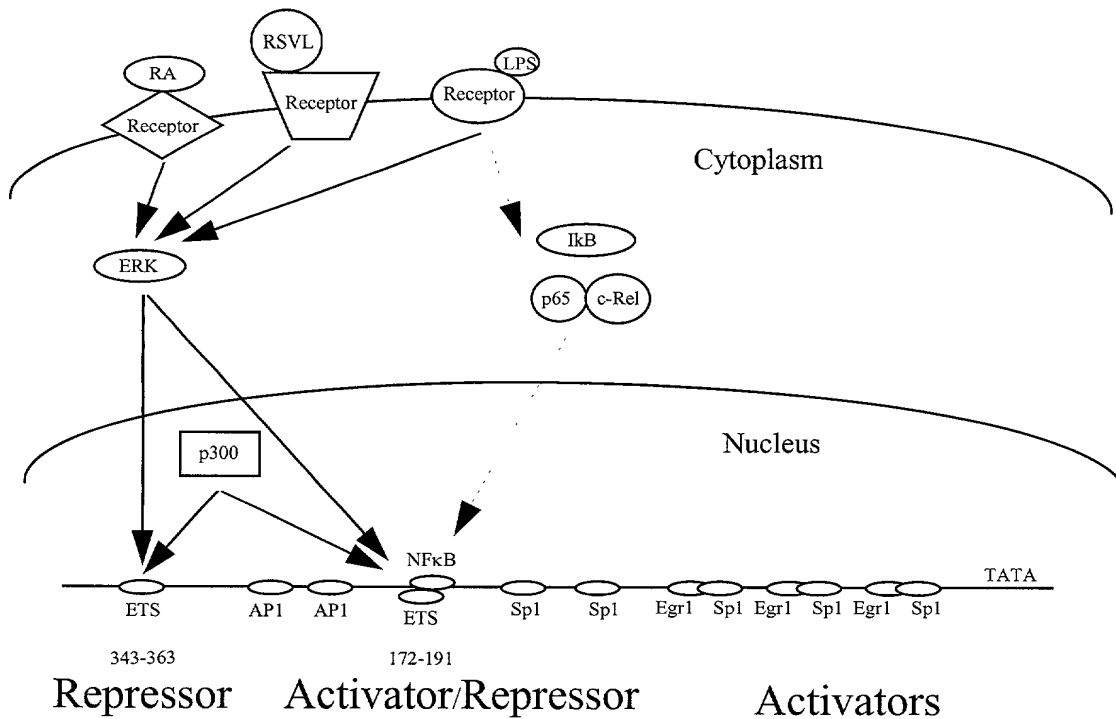 RSVL
LPS
RA
Receptor
Receptor
Receptor
Cytoplasm
IkB
ERK
p65 c-Rel
Nucleus
p300
NFκB
TATA
ETS AP1 AP1 ETS Sp1 Sp1 Egr1 Sp1 Egr1 Sp1 Egr1 Sp1
343-363 172-191
Repressor Activator/Repressor Activators